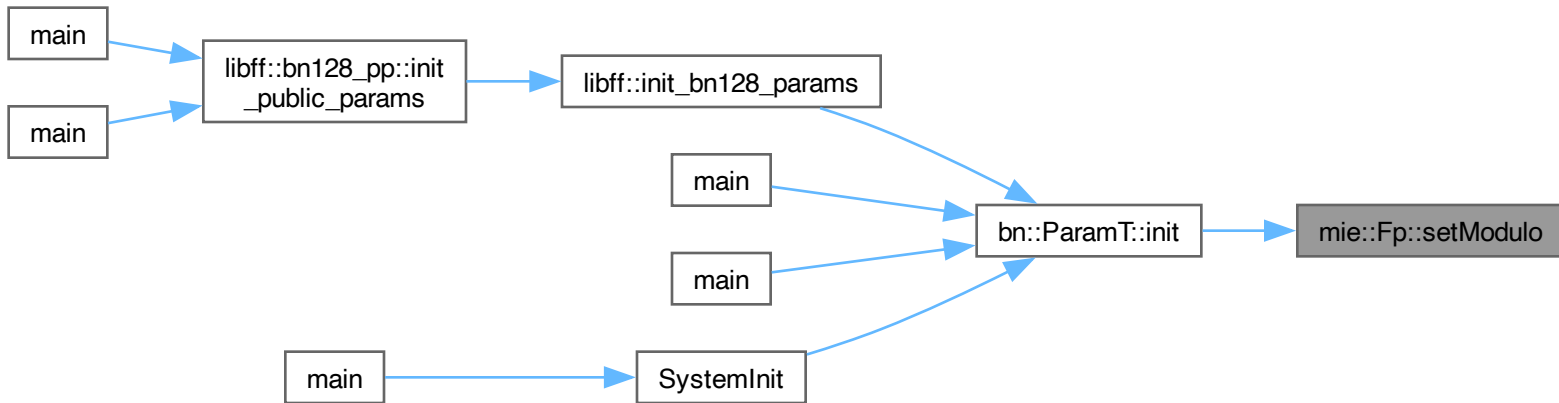 main
main
libff::bn128_pp::init
_public_params
libff::init_bn128_params
main
main
main
SystemInit
bn::ParamT::init
mie::Fp::setModulo